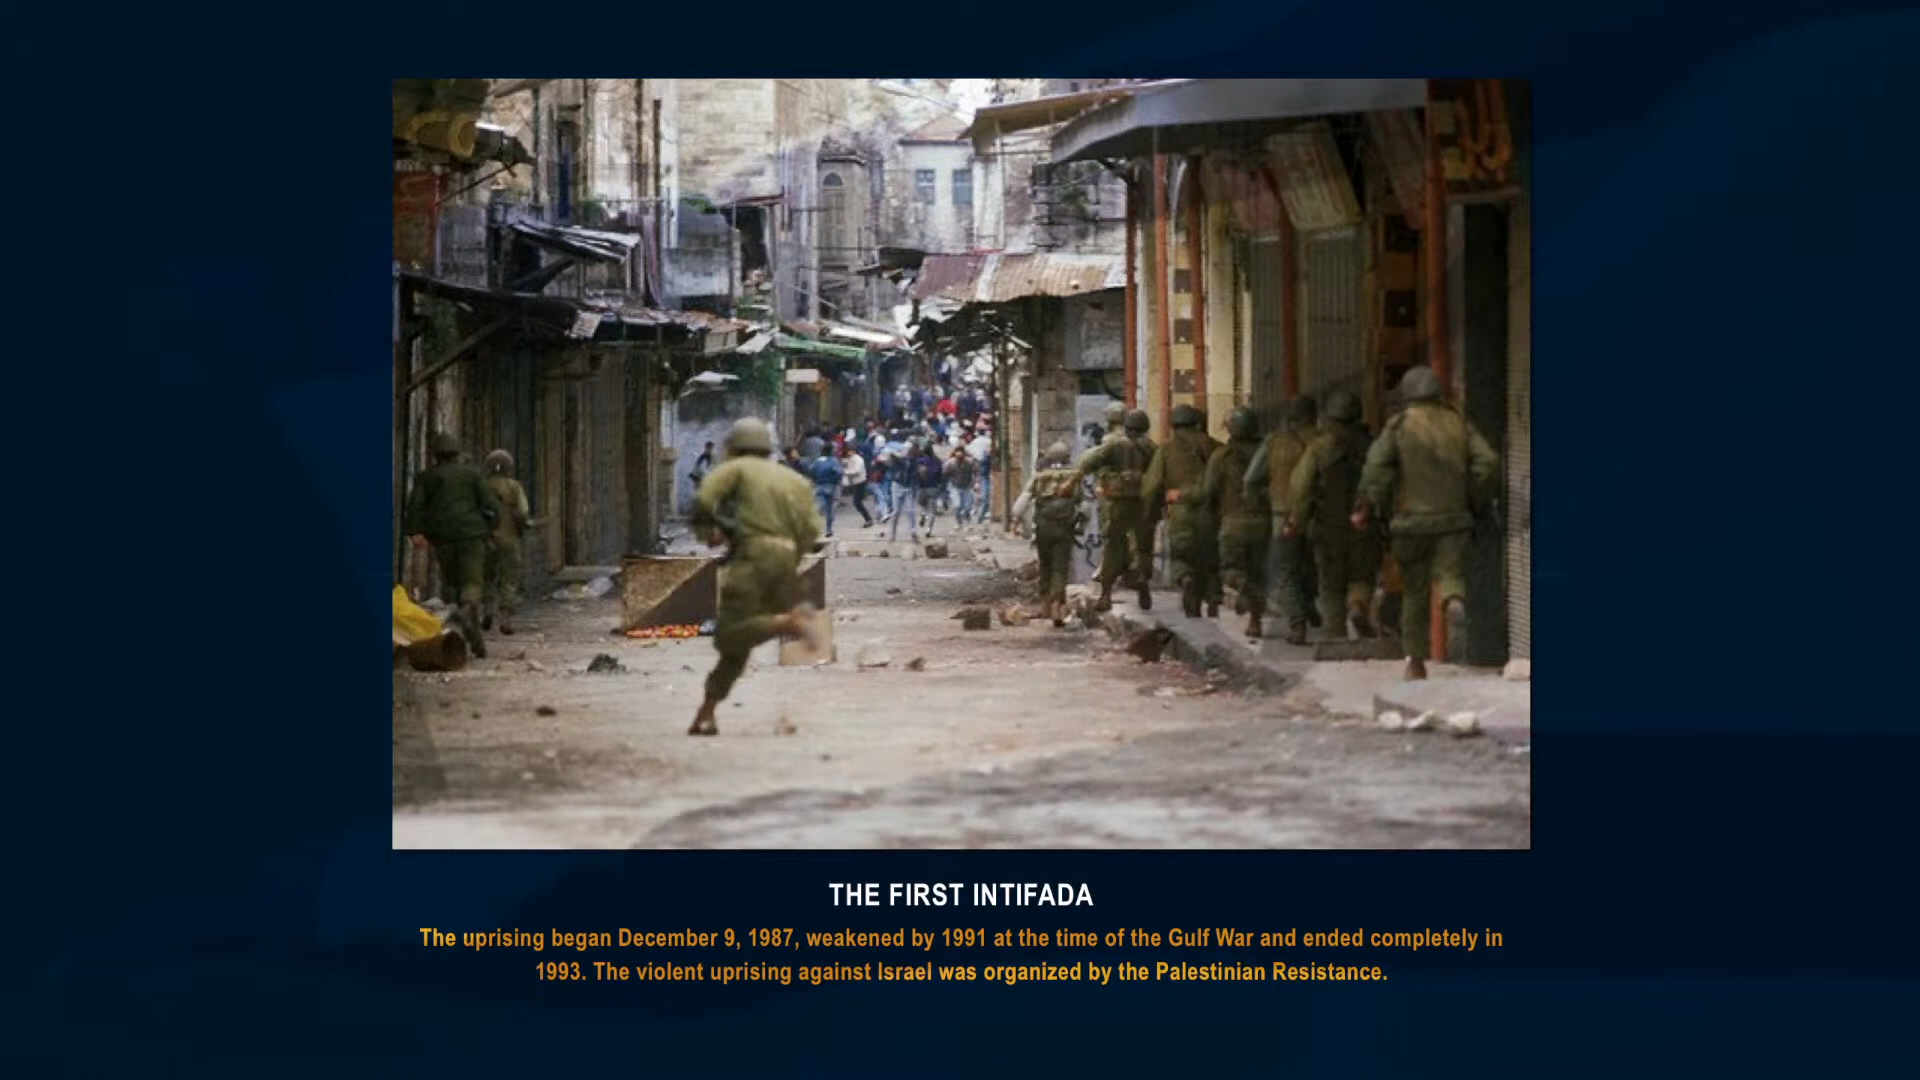 THE FIRST INTIFADA
The uprising began December 9, 1987, weakened by 1991 at the time of the Gulf War and ended completely in
1993. The violent uprising against Israel was organized by the Palestinian Resistance.